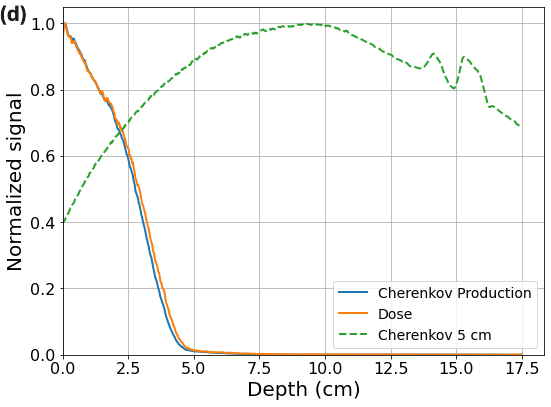 (d)
Normalized signal
1.0
0.8
0.6
0.4
0.2
0.0
Cherenkov Production
Dose
Cherenkov 5 cm
0.0 2.5 5.0 7.5 10.0 12.5 15.0 17.5
Depth (cm)